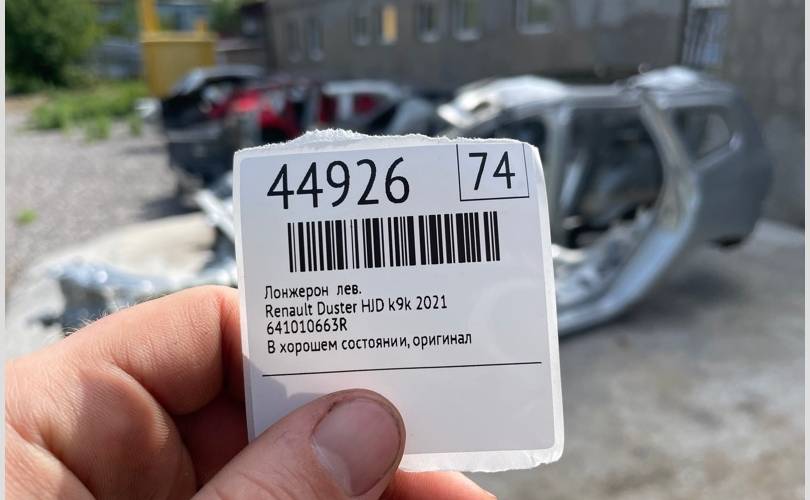 44926 74
Лонжерон лев.
Renault Duster HJD k9k 2021
641010663R
В хорошем состоянии, оригинал